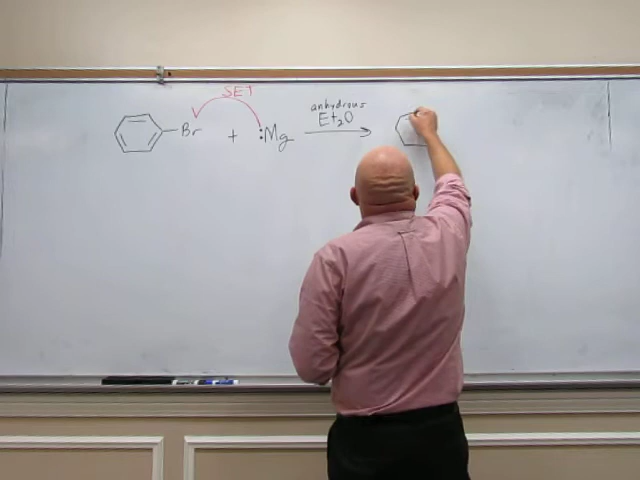 SET
anhydrous
Et₂O
Br + :Mg →